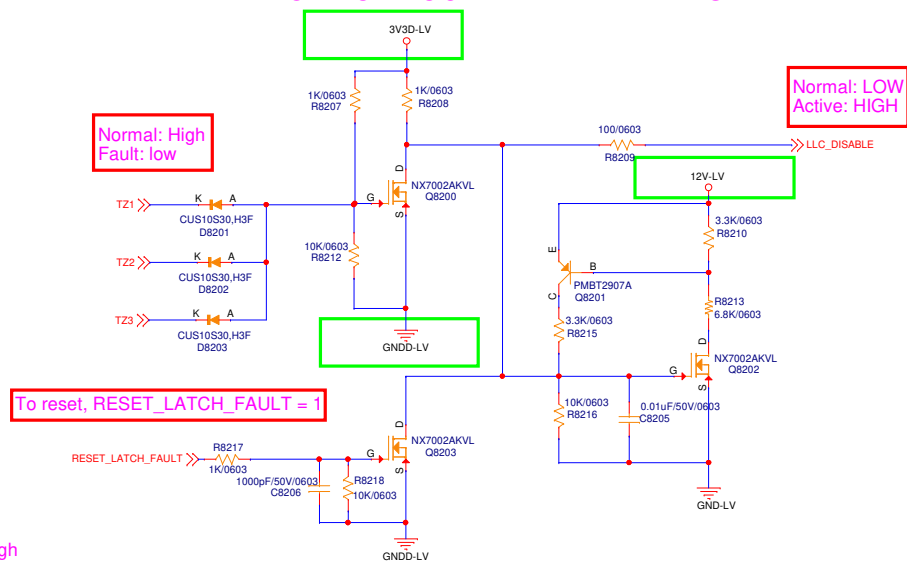 3V3D-LV
1K/0603
R8207
1K/0603
R8208
Normal: LOW
Active: HIGH
Normal: High
Fault: low
100/0603
R8209
LLC_DISABLE
12V-LV
D
G
S
NX7002AKVL
Q8200
TZ1
K
A
CUS10S30,H3F
D8201
10K/0603
R8212
3.3K/0603
R8210
TZ2
K
A
CUS10S30,H3F
D8202
E
B
C
PMBT2907A
Q8201
R8213
6.8K/0603
TZ3
K
A
CUS10S30,H3F
D8203
3.3K/0603
R8215
GNDD-LV
D
G
S
NX7002AKVL
Q8202
To reset, RESET_LATCH_FAULT = 1
10K/0603
R8216
0.01uF/50V/0603
C8205
D
G
S
NX7002AKVL
Q8203
RESET_LATCH_FAULT
R8217
1K/0603
1000pF/50V/0603
C8206
R8218
10K/0603
GND-LV
GNDD-LV
gh